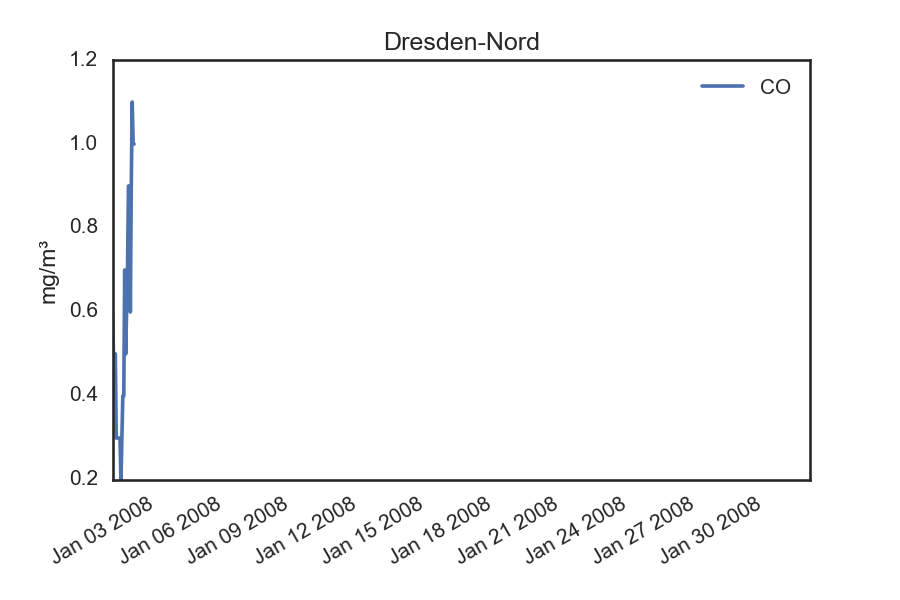 Dresden-Nord
1.2
CO
1.0
0.8
mg/m³
0.6
0.4
0.2
Jan 03 2008
Jan 06 2008
Jan 09 2008
Jan 12 2008
Jan 15 2008
Jan 18 2008
Jan 21 2008
Jan 24 2008
Jan 27 2008
Jan 30 2008